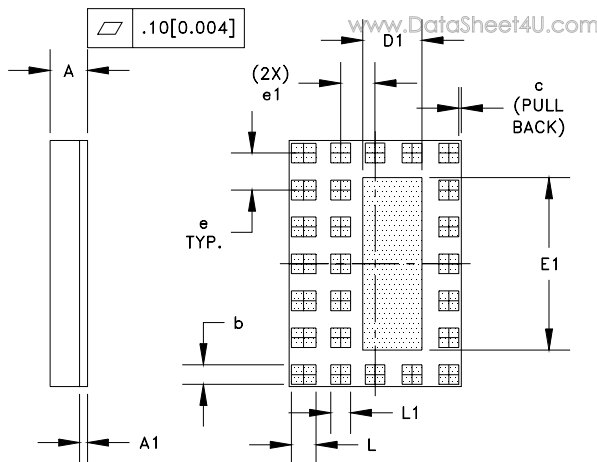 www.DataSheet4U.com
.10[0.004]
D1
A
(2X)
e1
c
(PULL
BACK)
e
TYP.
E1
b
L1
A1
L